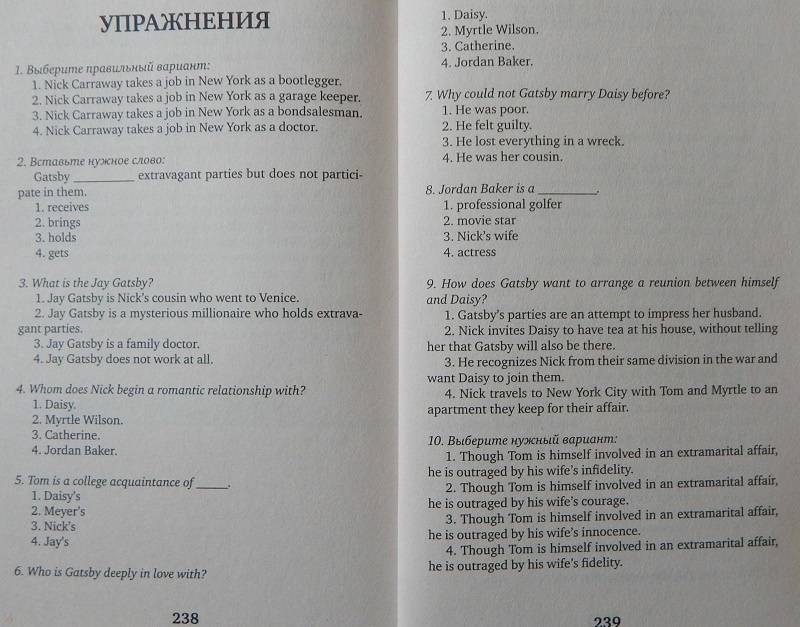 УПРАЖНЕНИЯ
1. Выберите правильный вариант:
1. Nick Carraway takes a job in New York as a bootlegger.
2. Nick Carraway takes a job in New York as a garage keeper.
3. Nick Carraway takes a job in New York as a bondsalesman.
4. Nick Carraway takes a job in New York as a doctor.
2. Вставьте нужное слово:
Gatsby __________ extravagant parties but does not partici-
pate in them.
1. receives
2. brings
3. holds
4. gets
3. What is the Jay Gatsby?
1. Jay Gatsby is Nick's cousin who went to Venice.
2. Jay Gatsby is a mysterious millionaire who holds extrava-
gant parties.
3. Jay Gatsby is a family doctor.
4. Jay Gatsby does not work at all.
4. Whom does Nick begin a romantic relationship with?
1. Daisy.
2. Myrtle Wilson.
3. Catherine.
4. Jordan Baker.
5. Tom is a college acquaintance of _____.
1. Daisy's
2. Meyer's
3. Nick's
4. Jay's
6. Who is Gatsby deeply in love with?
238
1. Daisy.
2. Myrtle Wilson.
3. Catherine.
4. Jordan Baker.
7. Why could not Gatsby marry Daisy before?
1. He was poor.
2. He felt guilty.
3. He lost everything in a wreck.
4. He was her cousin.
8. Jordan Baker is a __________.
1. professional golfer
2. movie star
3. Nick's wife
4. actress
9. How does Gatsby want to arrange a reunion between himself
and Daisy?
1. Gatsby's parties are an attempt to impress her husband.
2. Nick invites Daisy to have tea at his house, without telling
her that Gatsby will also be there.
3. He recognizes Nick from their same division in the war and
want Daisy to join them.
4. Nick travels to New York City with Tom and Myrtle to an
apartment they keep for their affair.
10. Выберите нужный вариант:
1. Though Tom is himself involved in an extramarital affair,
he is outraged by his wife's infidelity.
2. Though Tom is himself involved in an extramarital affair,
he is outraged by his wife's courage.
3. Though Tom is himself involved in an extramarital affair,
he is outraged by his wife's innocence.
4. Though Tom is himself involved in an extramarital affair,
he is outraged by his wife's fidelity.
239